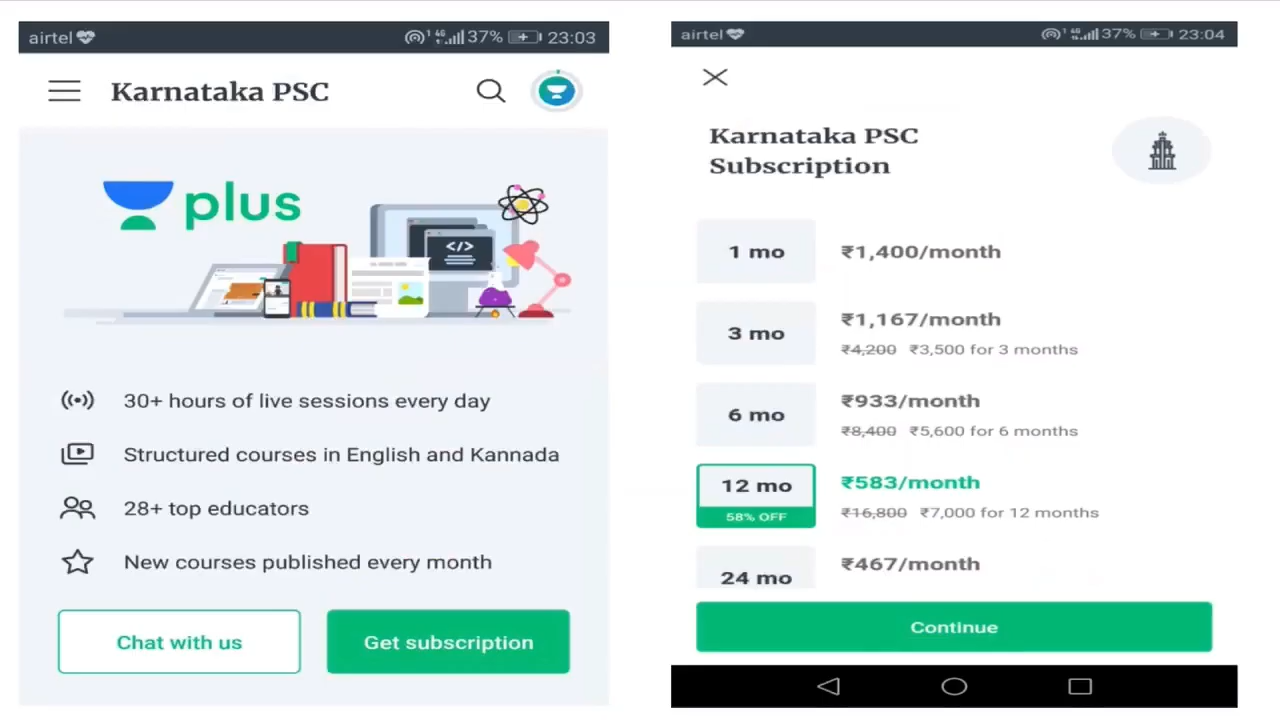 airtel 4G 37% 23:03
Karnataka PSC
plus
</>
30+ hours of live sessions every day
Structured courses in English and Kannada
28+ top educators
New courses published every month
Chat with us
Get subscription
airtel 4G 37% 23:04
Karnataka PSC
Subscription
1 mo ₹1,400/month
3 mo ₹1,167/month
₹4,200 ₹3,500 for 3 months
6 mo ₹933/month
₹8,400 ₹5,600 for 6 months
12 mo ₹583/month
58% OFF ₹16,800 ₹7,000 for 12 months
24 mo ₹467/month
Continue